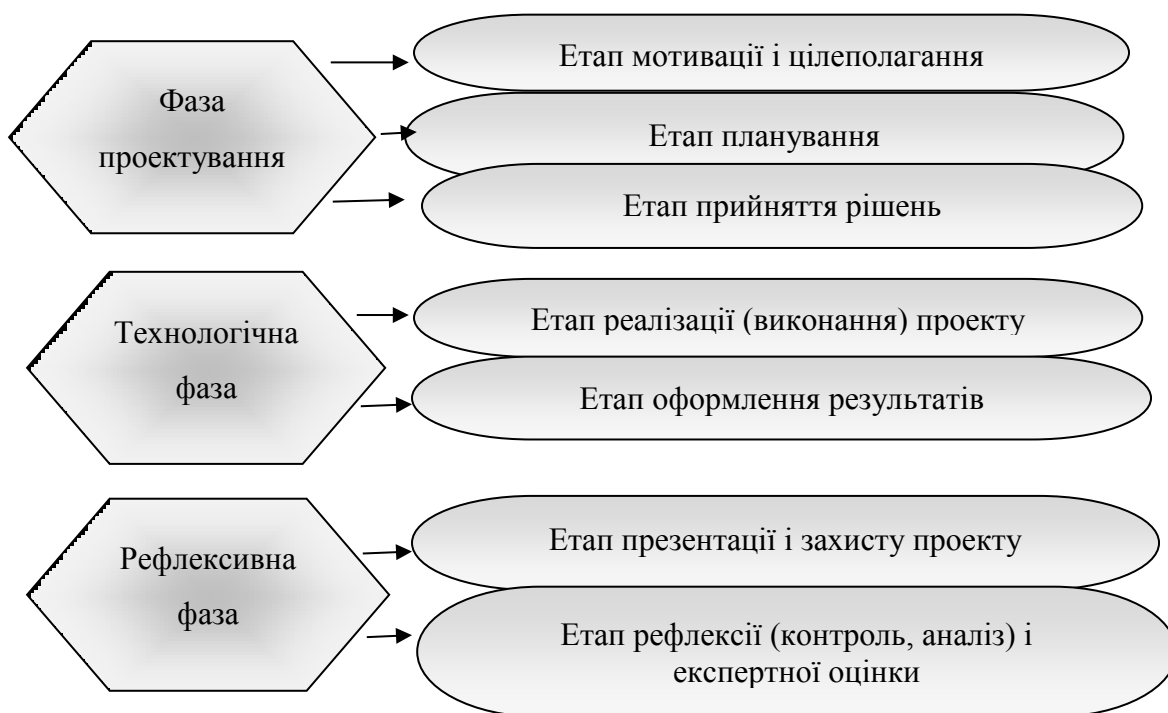 Фаза
проектування
Етап мотивації і цілеполагання
Етап планування
Етап прийняття рішень
Технологічна
фаза
Етап реалізації (виконання) проекту
Етап оформлення результатів
Рефлексивна
фаза
Етап презентації і захисту проекту
Етап рефлексії (контроль, аналіз) і
експертної оцінки